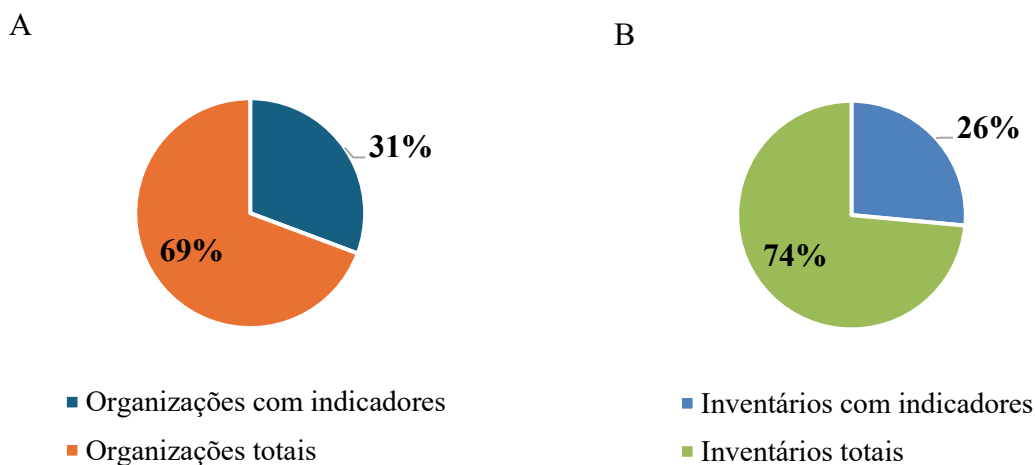 A
31%
69%
Organizações com indicadores
Organizações totais
B
26%
74%
Inventários com indicadores
Inventários totais